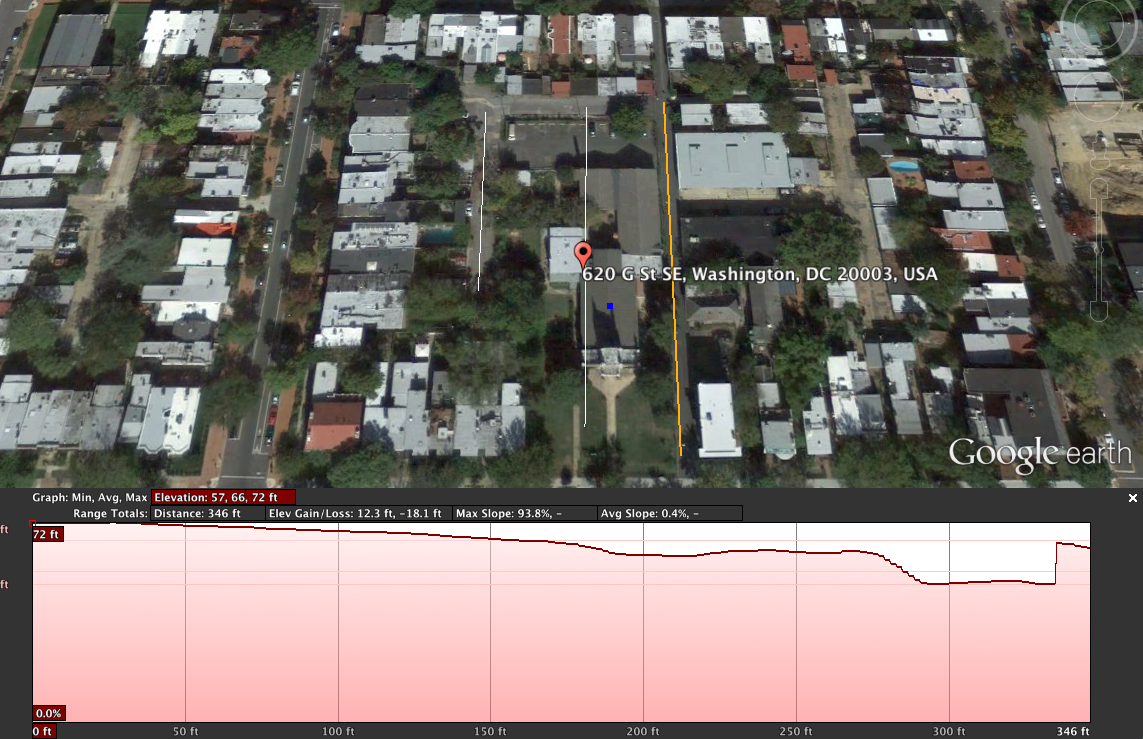 620 G St SE, Washington, DC 20003, USA
Google earth
Graph: Min, Avg, Max Elevation: 57, 66, 72 ft
Range Totals: Distance: 346 ft Elev Gain/Loss: 12.3 ft, -18.1 ft Max Slope: 93.8%, - Avg Slope: 0.4%, -
ft
72 ft
ft
0.0%
0 ft 50 ft 100 ft 150 ft 200 ft 250 ft 300 ft 346 ft